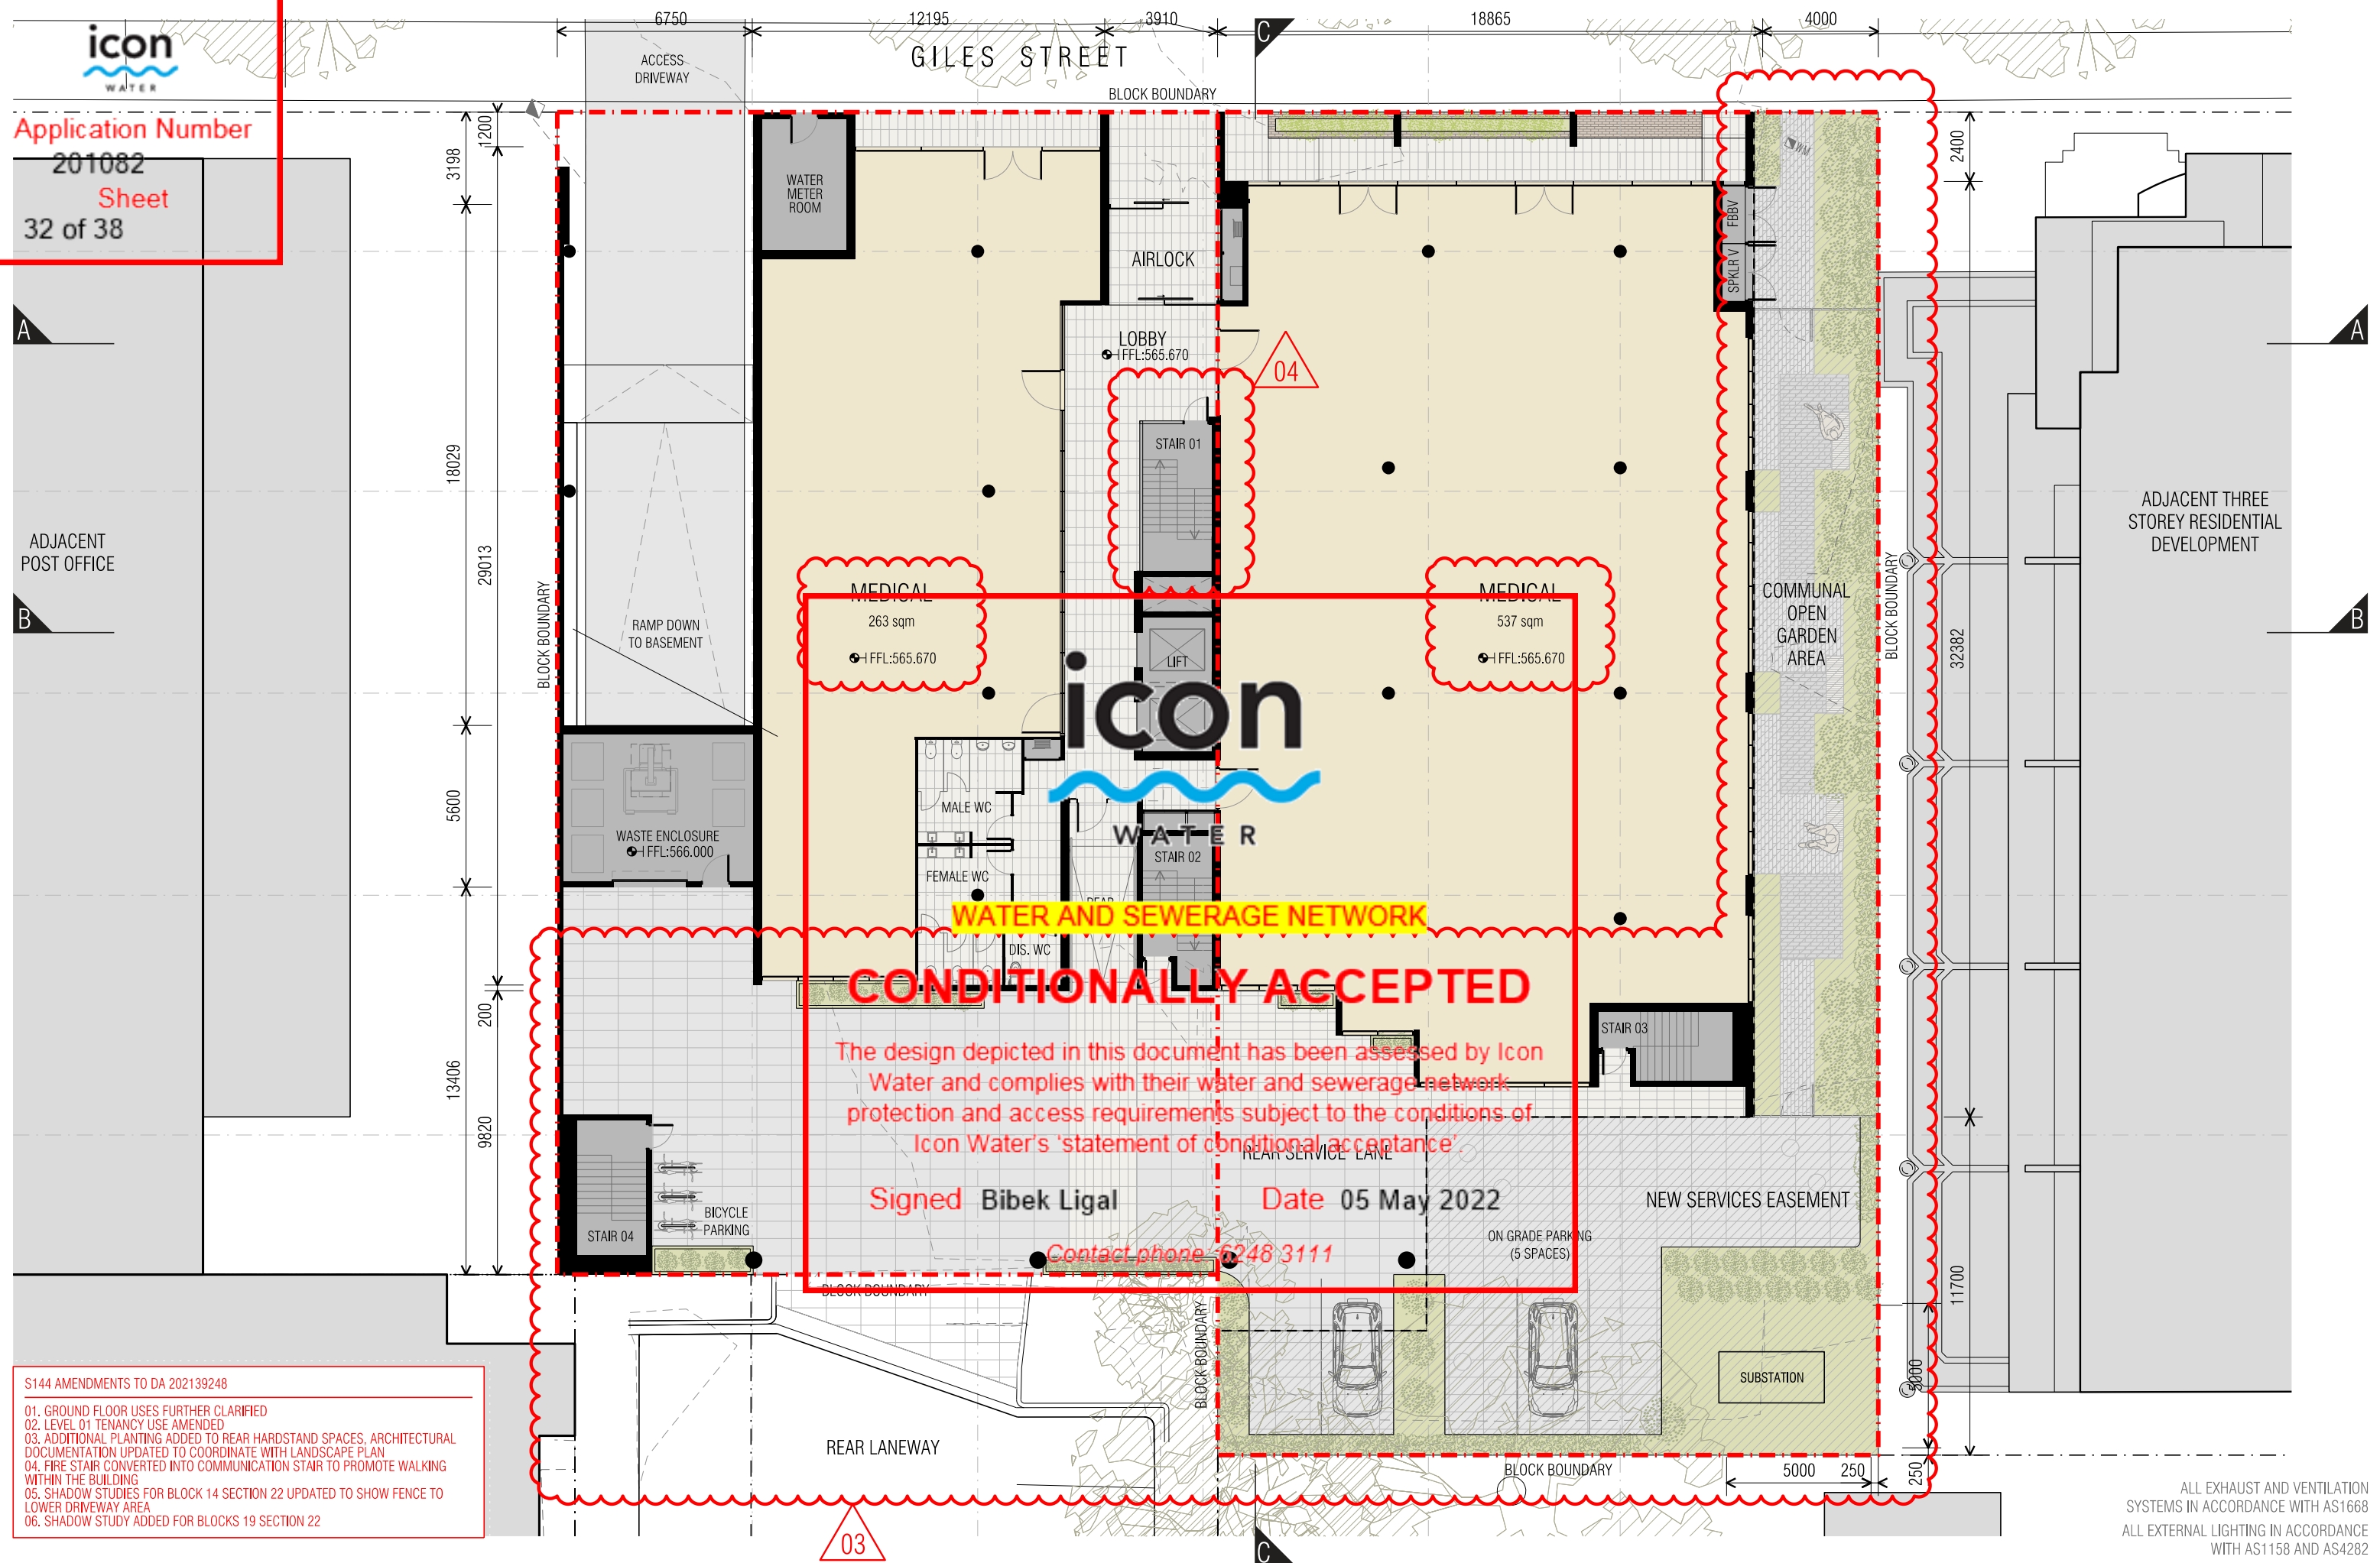 6750
12195
3910
18865
4000
icon
WATER
Application Number
201082
Sheet
32 of 38
ACCESS
DRIVEWAY
GILES STREET
C
BLOCK BOUNDARY
3198
1200
2400
WATER
METER
ROOM
WM
FBBV
SPKLR V
AIRLOCK
LOBBY
FFL:565.670
04
A
A
STAIR 01
18029
29013
ADJACENT
POST OFFICE
ADJACENT THREE
STOREY RESIDENTIAL
DEVELOPMENT
BLOCK BOUNDARY
BLOCK BOUNDARY
MEDICAL
263 sqm
FFL:565.670
MEDICAL
537 sqm
FFL:565.670
COMMUNAL
OPEN
GARDEN
AREA
32382
B
B
RAMP DOWN
TO BASEMENT
LIFT
icon
WATER
5600
MALE WC
WASTE ENCLOSURE
FFL:566.000
FEMALE WC
STAIR 02
WATER AND SEWERAGE NETWORK
DIS. WC
CONDITIONALLY ACCEPTED
200
STAIR 03
The design depicted in this document has been assessed by Icon
Water and complies with their water and sewerage network
protection and access requirements subject to the conditions of
Icon Water's 'statement of conditional acceptance'.
13406
9820
REAR SERVICE LANE
Signed Bibek Ligal
Date 05 May 2022
NEW SERVICES EASEMENT
BICYCLE
PARKING
STAIR 04
ON GRADE PARKING
(5 SPACES)
Contact phone 6248 3111
BLOCK BOUNDARY
BLOCK BOUNDARY
11700
5000
SUBSTATION
REAR LANEWAY
BLOCK BOUNDARY
5000
250
250
S144 AMENDMENTS TO DA 202139248
01. GROUND FLOOR USES FURTHER CLARIFIED
02. LEVEL 01 TENANCY USE AMENDED
03. ADDITIONAL PLANTING ADDED TO REAR HARDSTAND SPACES, ARCHITECTURAL
DOCUMENTATION UPDATED TO COORDINATE WITH LANDSCAPE PLAN
04. FIRE STAIR CONVERTED INTO COMMUNICATION STAIR TO PROMOTE WALKING
WITHIN THE BUILDING
05. SHADOW STUDIES FOR BLOCK 14 SECTION 22 UPDATED TO SHOW FENCE TO
LOWER DRIVEWAY AREA
06. SHADOW STUDY ADDED FOR BLOCKS 19 SECTION 22
03
C
ALL EXHAUST AND VENTILATION
SYSTEMS IN ACCORDANCE WITH AS1668
ALL EXTERNAL LIGHTING IN ACCORDANCE
WITH AS1158 AND AS4282